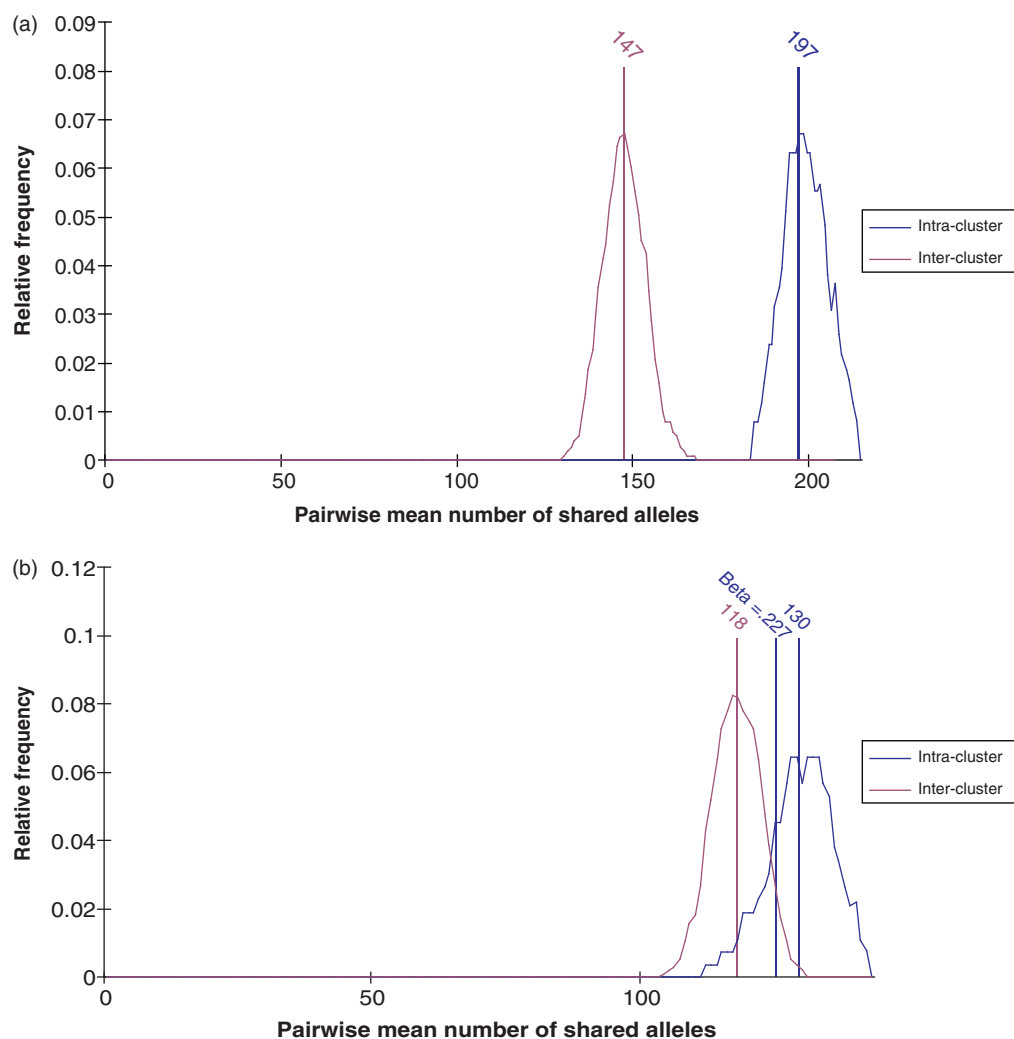 (a)
0.09
0.08
0.07
0.06
0.05
0.04
0.03
0.02
0.01
0
Relative frequency
147
197
Intra-cluster
Inter-cluster
0
50
100
150
200
Pairwise mean number of shared alleles
(b)
0.12
0.1
0.08
0.06
0.04
0.02
0
Relative frequency
118
Beta =.227
130
Intra-cluster
Inter-cluster
0
50
100
Pairwise mean number of shared alleles